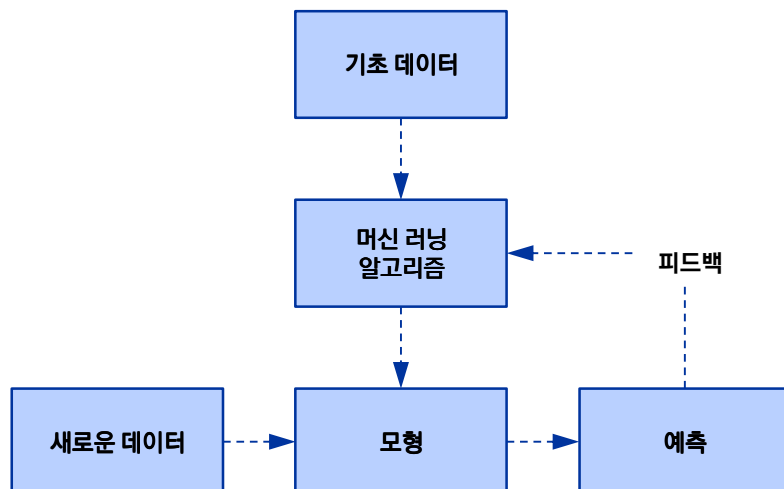 기초 데이터
머신 러닝
알고리즘
피드백
새로운 데이터
모형
예측